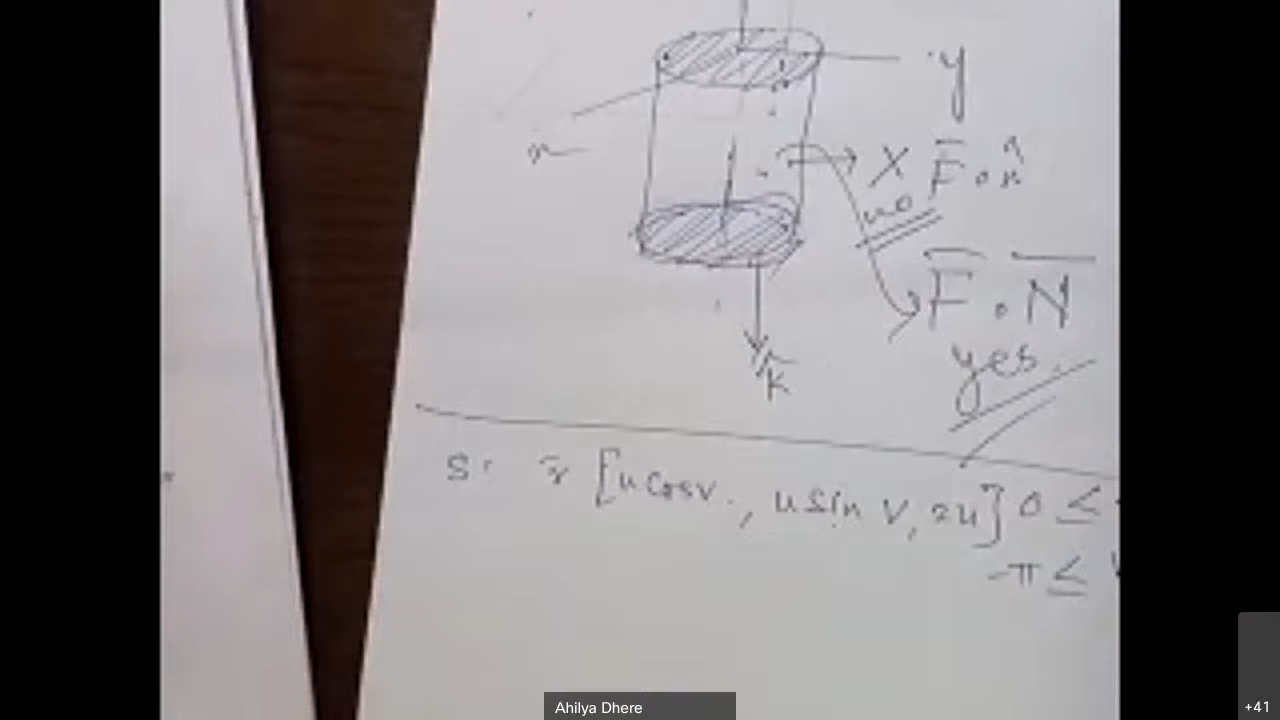 y
x
X F̄ · n̂
no
F̄ · N̄
yes.
k̂
S: r̄ [u cos v, u sin v, 2u] 0 ≤
-π ≤ v
Ahilya Dhere
+41